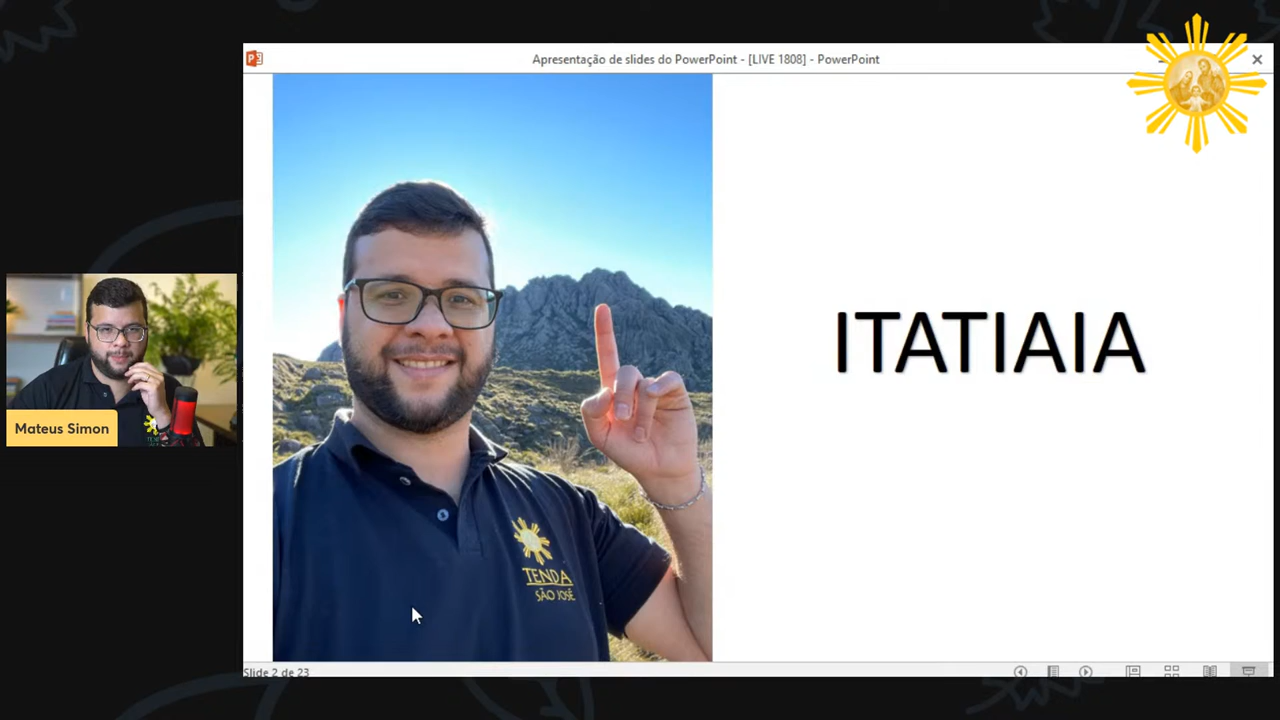 Apresentação de slides do PowerPoint - [LIVE 1808] - PowerPoint
ITATIAIA
Mateus Simon
TENDA
SÃO JOSÉ
Slide 2 de 23